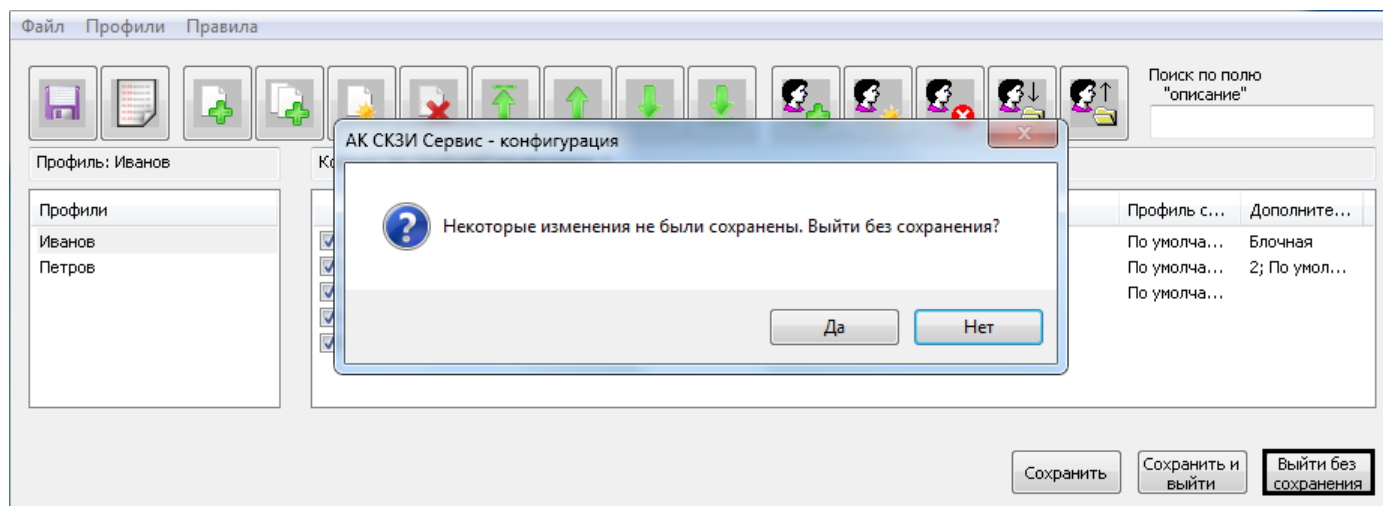 Файл Профили Правила
Поиск по полю
"описание"
АК СКЗИ Сервис - конфигурация
Профиль: Иванов
Некоторые изменения не были сохранены. Выйти без сохранения?
Профили
Профиль с... Дополните...
Иванов
По умолча... Блочная
Петров
По умолча... 2; По умол...
По умолча...
Да Нет
Сохранить
Сохранить и
выйти
Выйти без
сохранения